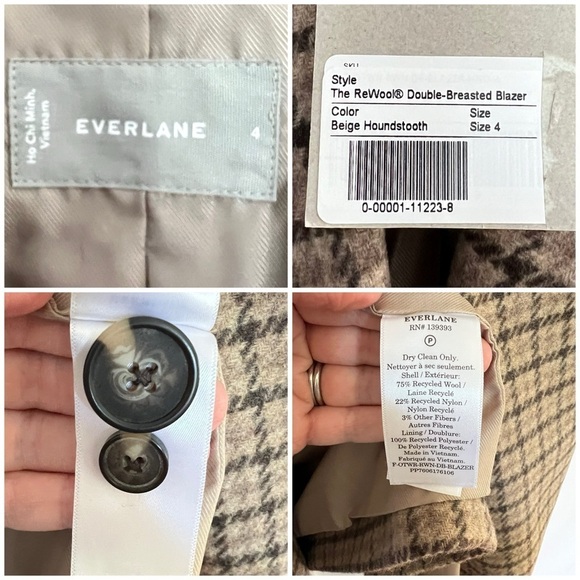 Ho Chi Minh,
Vietnam
EVERLANE
4
SKU
Style
The ReWool® Double-Breasted Blazer
Color Size
Beige Houndstooth Size 4
0-00001-11223-8
EVERLANE
RN# 139393
P
Dry Clean Only.
Nettoyer à sec seulement.
Shell / Extérieur:
75% Recycled Wool /
Laine Recyclé
22% Recycled Nylon /
Nylon Recyclé
3% Other Fibers /
Autres Fibres
Lining / Doublure:
100% Recycled Polyester /
De Polyester Recyclé.
Made in Vietnam.
Fabriqué au Vietnam.
F-OTWR-RWN-DB-BLAZER
PP7606176106